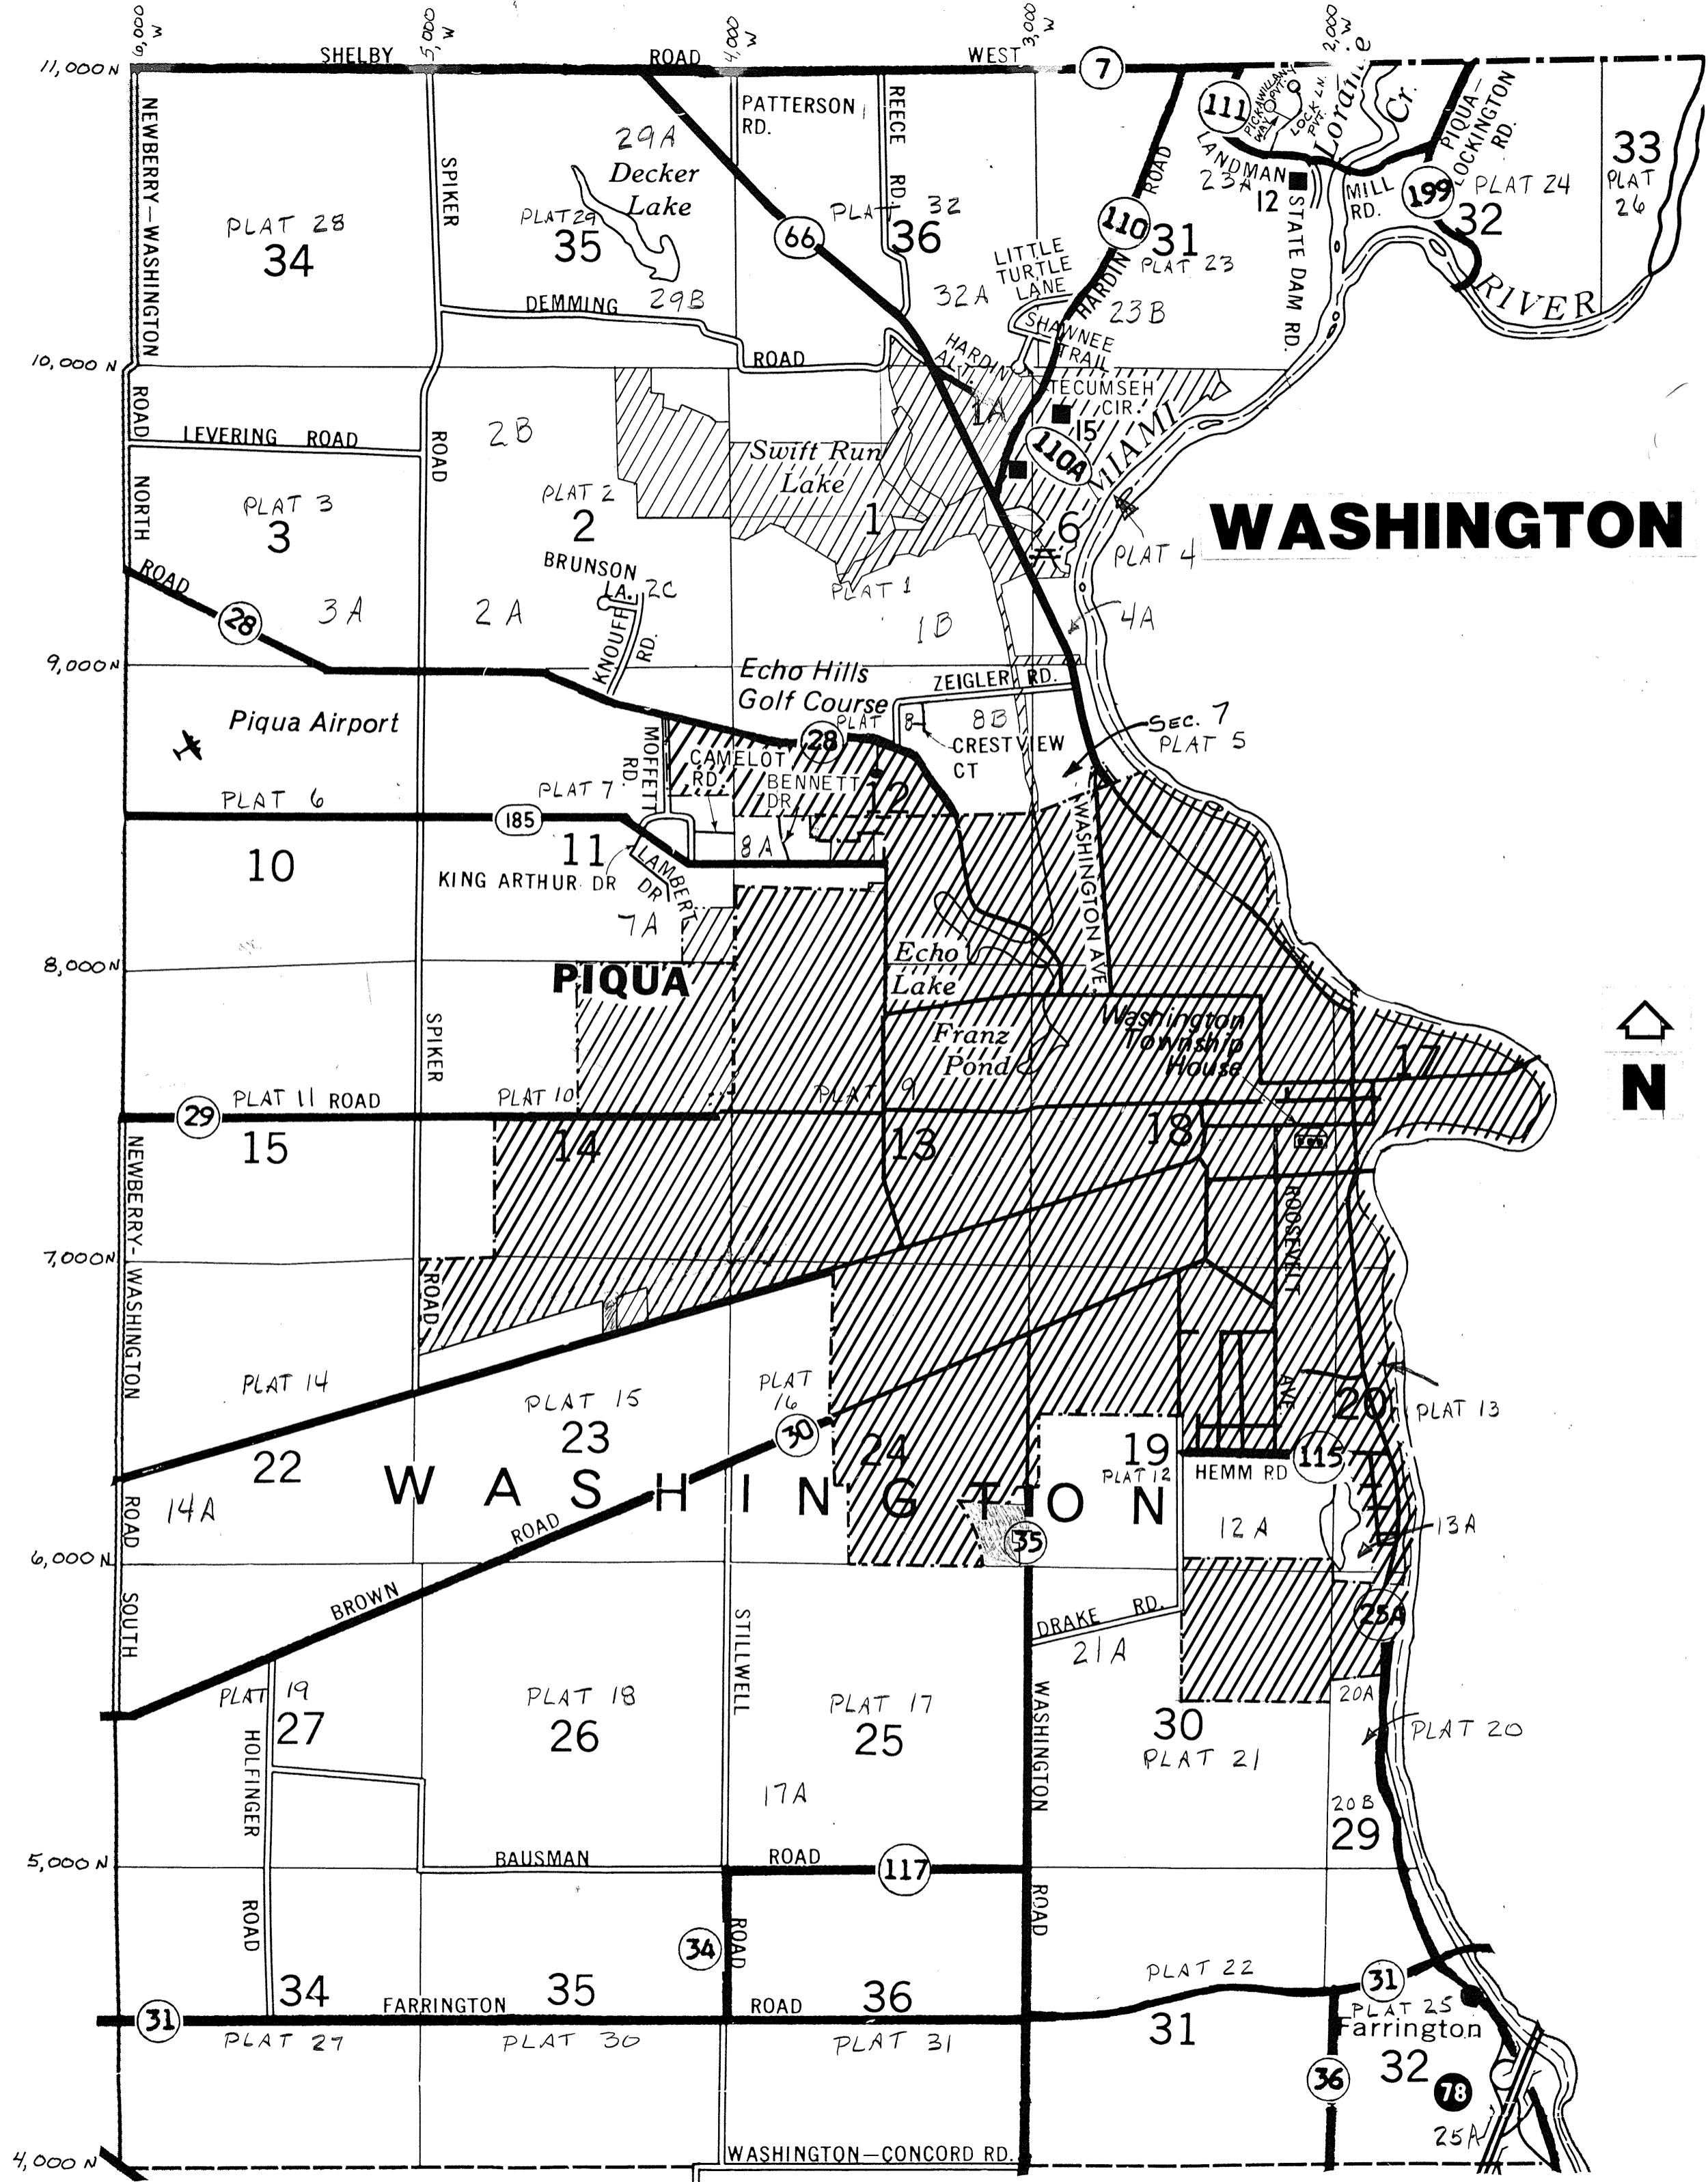 6,000 W
5,000 W
4,000 W
3,000 W
2,000 W
11,000 N
SHELBY ROAD WEST
7
NEWBERRY-WASHINGTON
SPIKER
PATTERSON RD.
REECE RD.
29A
Decker
Lake
PLAT 28
34
PLAT 29
35
66
PLAT 32
36
110
HARDIN ROAD
31
PLAT 23
111
PICKAWILLANY
WAY PVT.
LOCK LN.
PVT.
Loramie
Cr.
LANDMAN
23A
12
MILL
RD.
199
PIQUA-
LOCKINGTON
RD.
PLAT 24
32
33
PLAT
26
STATE DAM RD.
RIVER
LITTLE
TURTLE
LANE
32A
SHAWNEE
TRAIL
23B
DEMMING
29B
ROAD
10,000 N
HARDIN
1A
TECUMSEH
CIR.
15
110A
MIAMI
ROAD
LEVERING ROAD
ROAD
2B
Swift Run
Lake
NORTH
PLAT 3
3
PLAT 2
2
1
6
PLAT 4
WASHINGTON
ROAD
28
3A
2A
BRUNSON
LA.
2C
KNOUFF
RD.
PLAT 1
1B
4A
9,000 N
Echo Hills
Golf Course
ZEIGLER RD.
Piqua Airport
MOFFETT
RD.
PLAT
8
28
8B
CRESTVIEW
CT
SEC. 7
PLAT 5
CAMELOT
RD.
BENNETT
DR
12
PLAT 6
PLAT 7
185
10
11
8A
WASHINGTON AVE.
KING ARTHUR DR
LAMBERT
DR
7A
8,000 N
PIQUA
Echo
Lake
SPIKER
Franz
Pond
Washington
Township
House
17
N
29
PLAT 11 ROAD
PLAT 10
PLAT 9
15
14
13
18
NEWBERRY-WASHINGTON
ROOSEVELT
AVE.
7,000 N
ROAD
PLAT 14
22
PLAT 15
23
PLAT
16
30
24
19
PLAT 12
20
PLAT 13
115
HEMM RD
WASHINGTON
14A
ROAD
ROAD
35
12A
13A
6,000 N
BROWN
SOUTH
STILLWELL
DRAKE RD.
21A
25A
20A
PLAT 19
27
PLAT 18
26
PLAT 17
25
30
PLAT 21
PLAT 20
HOLFINGER
WASHINGTON
17A
20B
29
5,000 N
BAUSMAN ROAD
117
ROAD
34
ROAD
ROAD
34
35
36
PLAT 22
31
31
FARRINGTON ROAD
31
PLAT 27
PLAT 30
PLAT 31
PLAT 25
Farrington
32
36
78
25A
4,000 N
WASHINGTON-CONCORD RD.